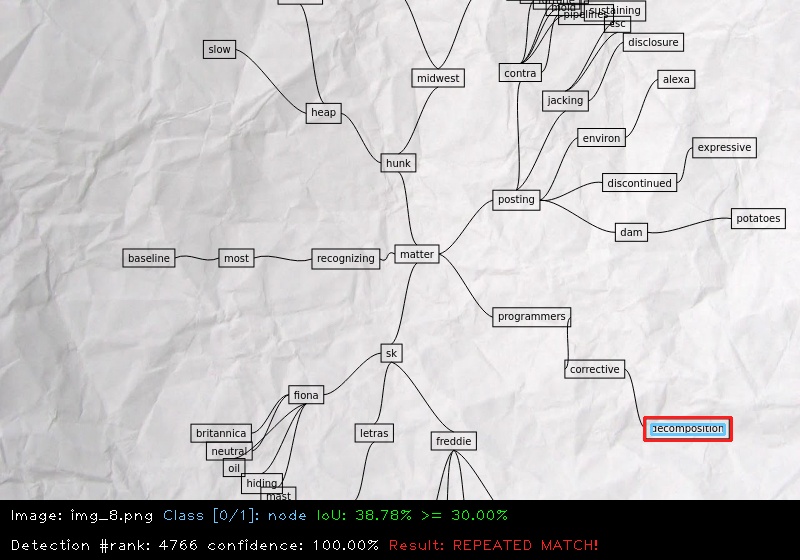 sustaining
pipelines
esc
disclosure
slow
midwest
contra
alexa
jacking
heap
environ
expressive
hunk
discontinued
posting
potatoes
dam
matter
baseline
most
recognizing
programmers
sk
corrective
fiona
britannica
letras
decomposition
freddie
neutral
oil
hiding
mast
Image: img_8.png Class [0/1]: node IoU: 38.78% >= 30.00%
Detection #rank: 4766 confidence: 100.00% Result: REPEATED MATCH!